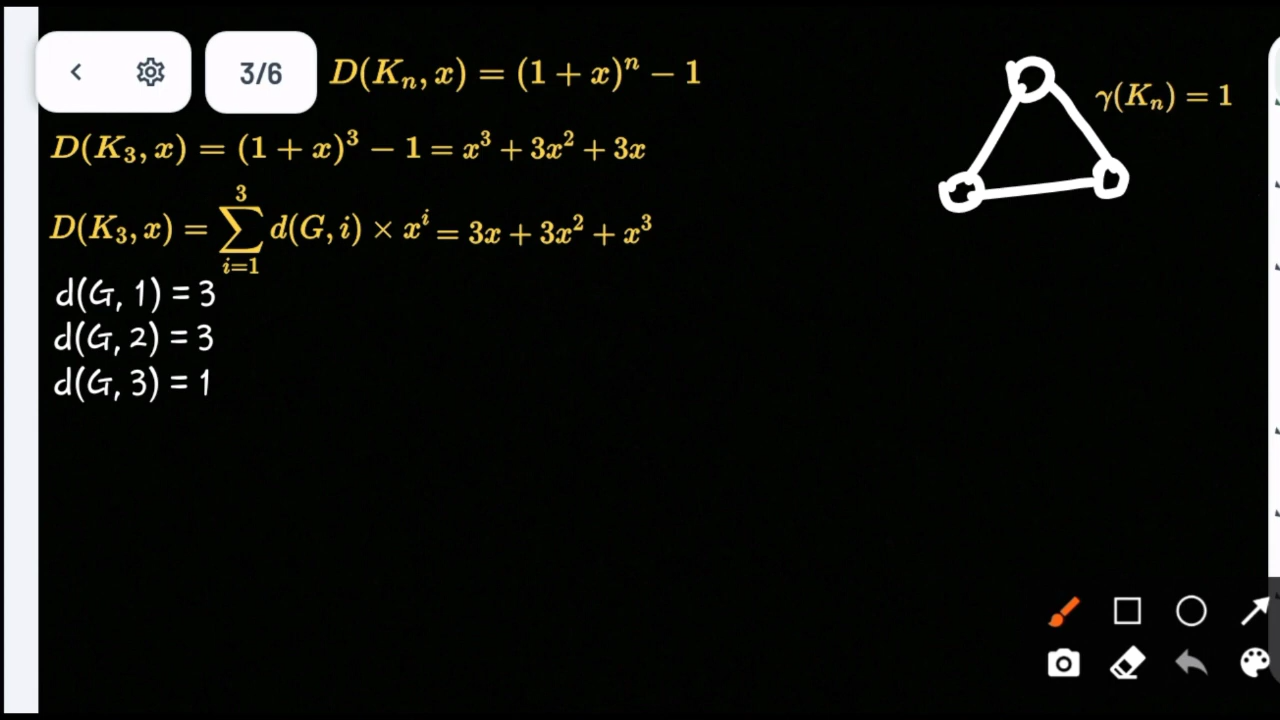 3/6
D(Kₙ, x) = (1 + x)ⁿ − 1
γ(Kₙ) = 1
D(K₃, x) = (1 + x)³ − 1 = x³ + 3x² + 3x
D(K₃, x) = ∑_{i=1}^{3} d(G, i) × xⁱ = 3x + 3x² + x³
d(G, 1) = 3
d(G, 2) = 3
d(G, 3) = 1